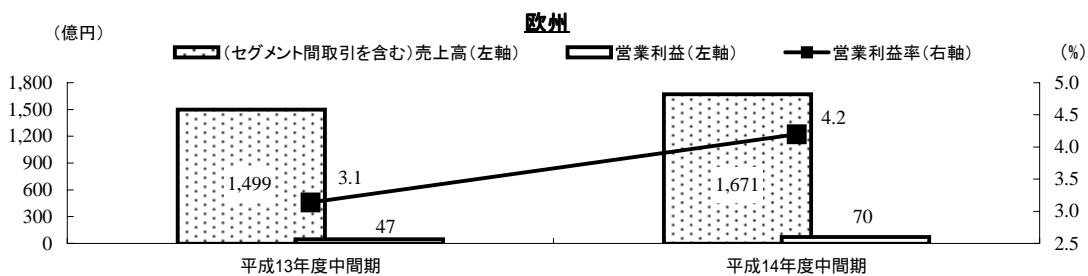 欧州
(億円)
(セグメント間取引を含む)売上高(左軸) 営業利益(左軸) 営業利益率(右軸)
(%)
1,800 5.0
1,500 4.5
1,200 4.0
900 3.5
600 3.0
300 2.5
0
1,499 3.1 47
1,671 4.2 70
平成13年度中間期 平成14年度中間期